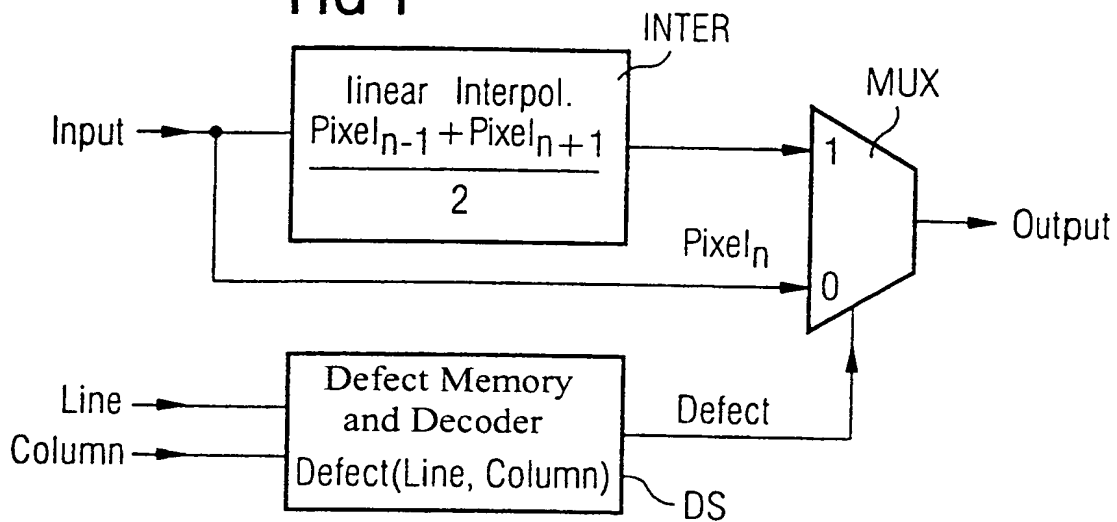 INTER
MUX
Input
linear Interpol.
Pixeln-1 + Pixeln+1
2
1
Pixeln
0
Output
Line
Column
Defect Memory
and Decoder
Defect(Line, Column)
Defect
DS